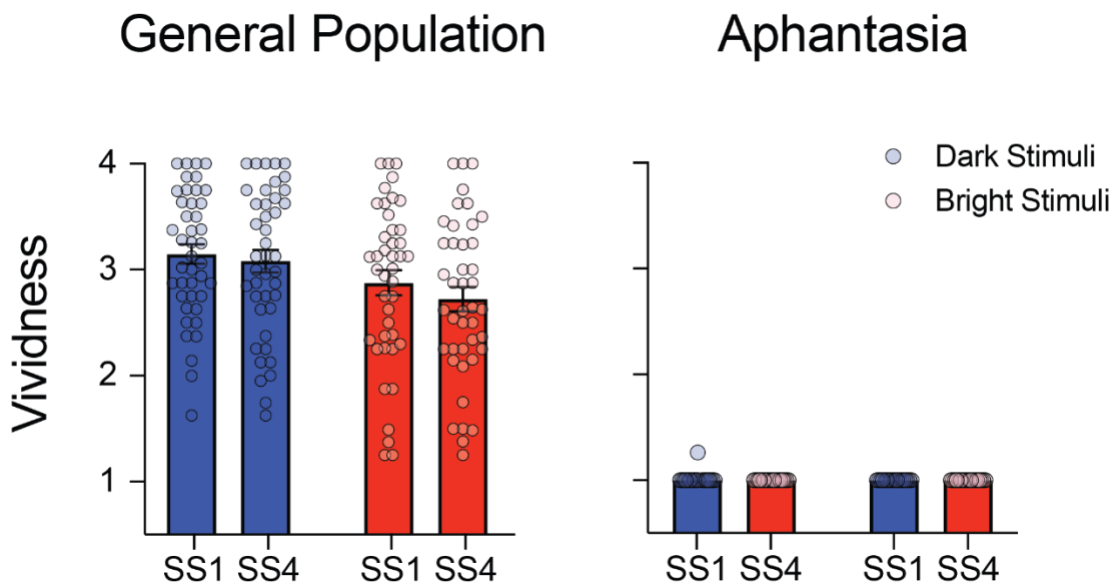 General Population
Aphantasia
Dark Stimuli
Bright Stimuli
Vividness
4
3
2
1
SS1 SS4 SS1 SS4
SS1 SS4 SS1 SS4